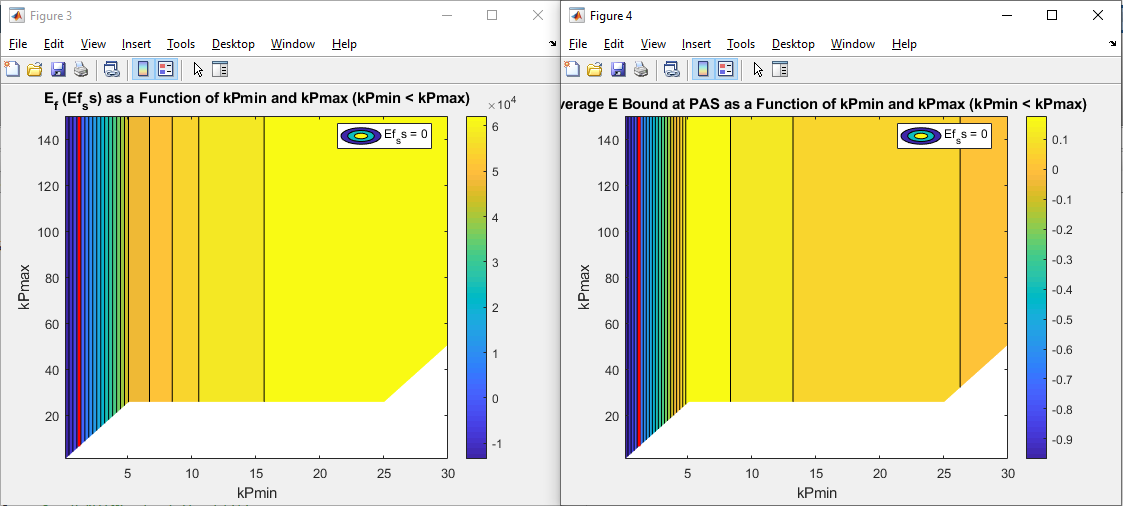 Figure 3
File Edit View Insert Tools Desktop Window Help
E_f (Ef_ss) as a Function of kPmin and kPmax (kPmin < kPmax)
×10^4
Ef_ss = 0
140
120
100
80
60
40
20
kPmax
5 10 15 20 25 30
kPmin
6
5
4
3
2
1
0
-1
Figure 4
File Edit View Insert Tools Desktop Window Help
verage E Bound at PAS as a Function of kPmin and kPmax (kPmin < kPmax)
Ef_ss = 0
140
120
100
80
60
40
20
kPmax
5 10 15 20 25 30
kPmin
0.1
0
-0.1
-0.2
-0.3
-0.4
-0.5
-0.6
-0.7
-0.8
-0.9